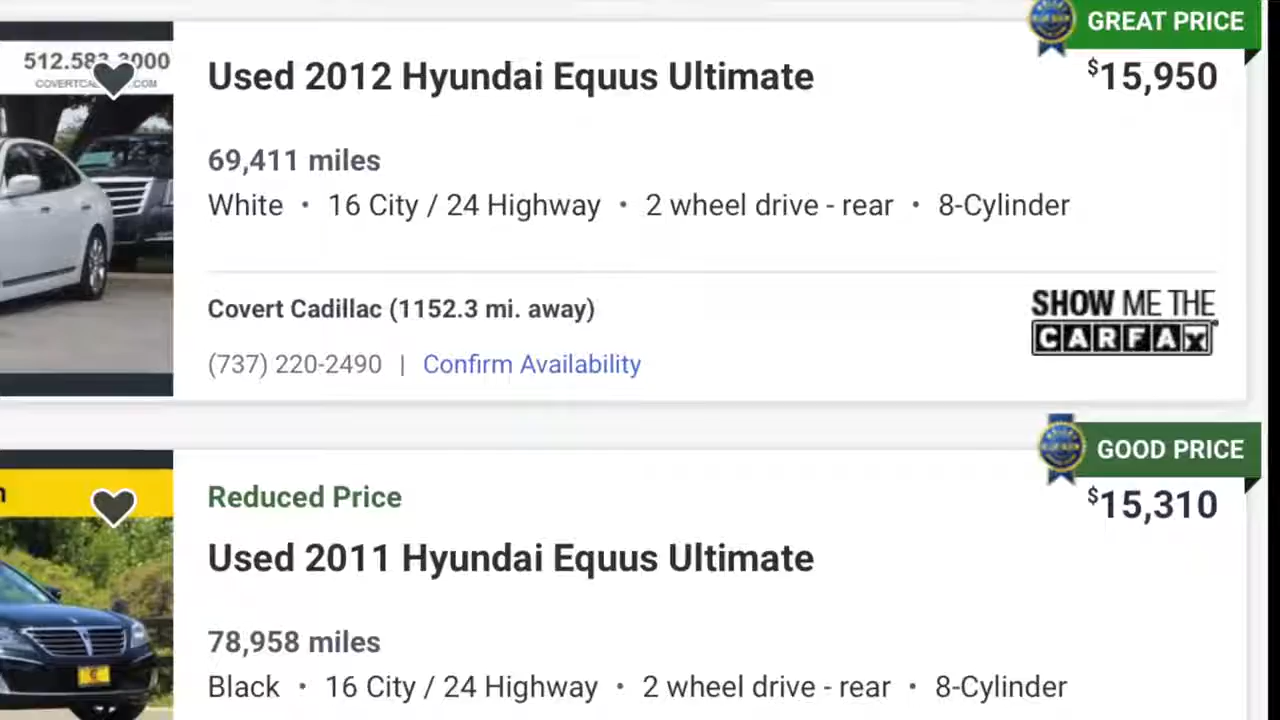 GREAT PRICE
512.583.3000
Used 2012 Hyundai Equus Ultimate
$15,950
69,411 miles
White • 16 City / 24 Highway • 2 wheel drive - rear • 8-Cylinder
Covert Cadillac (1152.3 mi. away)
SHOW ME THE
CARFAX
(737) 220-2490 | Confirm Availability
GOOD PRICE
Reduced Price
$15,310
Used 2011 Hyundai Equus Ultimate
78,958 miles
Black • 16 City / 24 Highway • 2 wheel drive - rear • 8-Cylinder